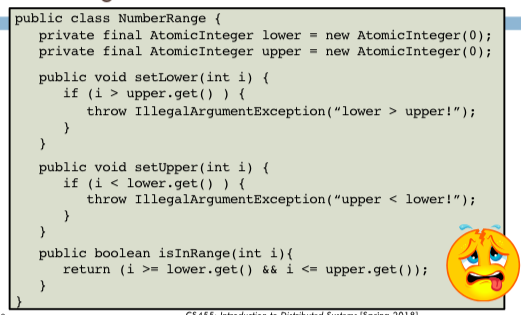 public class NumberRange {
private final AtomicInteger lower = new AtomicInteger(0);
private final AtomicInteger upper = new AtomicInteger(0);
public void setLower(int i) {
if (i > upper.get() ) {
throw IllegalArgumentException(“lower > upper!”);
}
}
public void setUpper(int i) {
if (i < lower.get() ) {
throw IllegalArgumentException(“upper < lower!”);
}
}
public boolean isInRange(int i){
return (i >= lower.get() && i <= upper.get());
}
}
CS455: Introduction to Distributed Systems [Spring 2018]